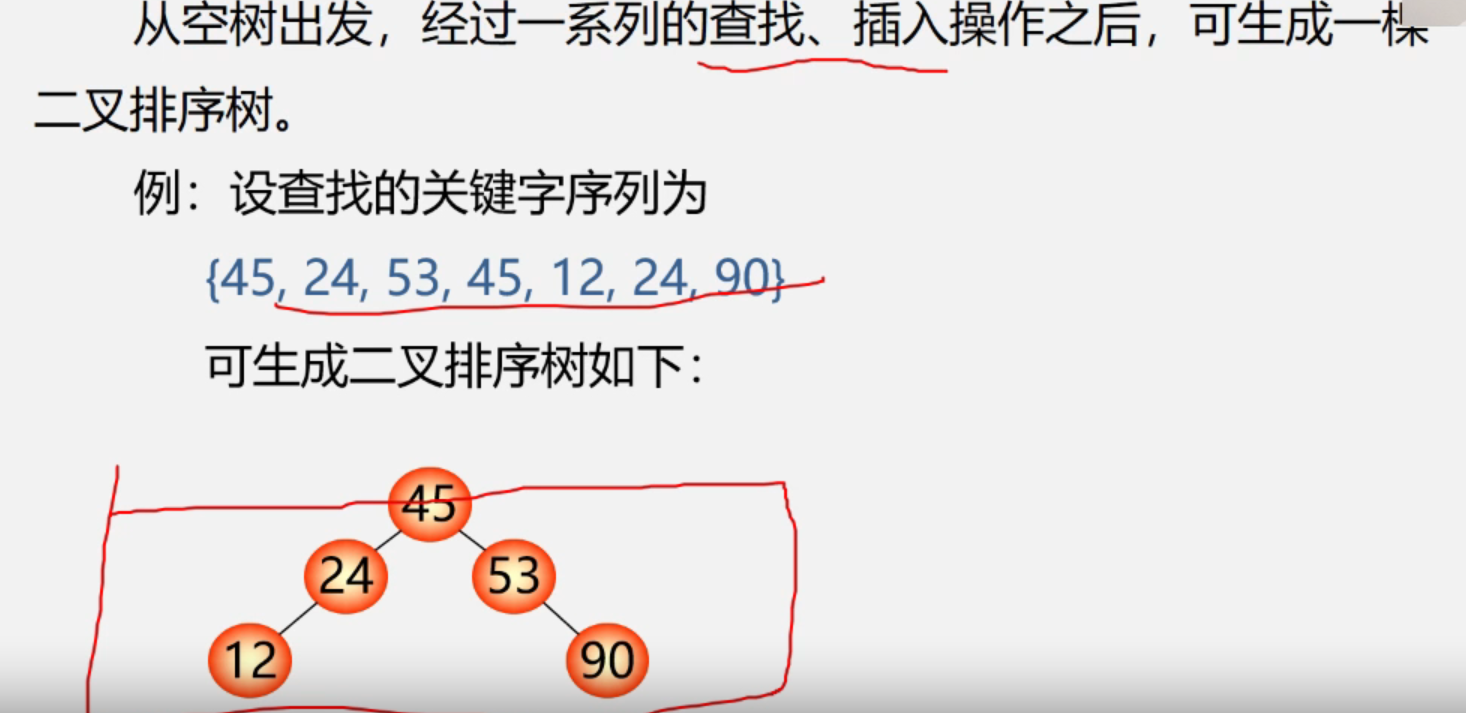 从空树出发，经过一系列的查找、插入操作之后，可生成一棵
二叉排序树。
例：设查找的关键字序列为
{45, 24, 53, 45, 12, 24, 90}
可生成二叉排序树如下：
45
24 53
12 90